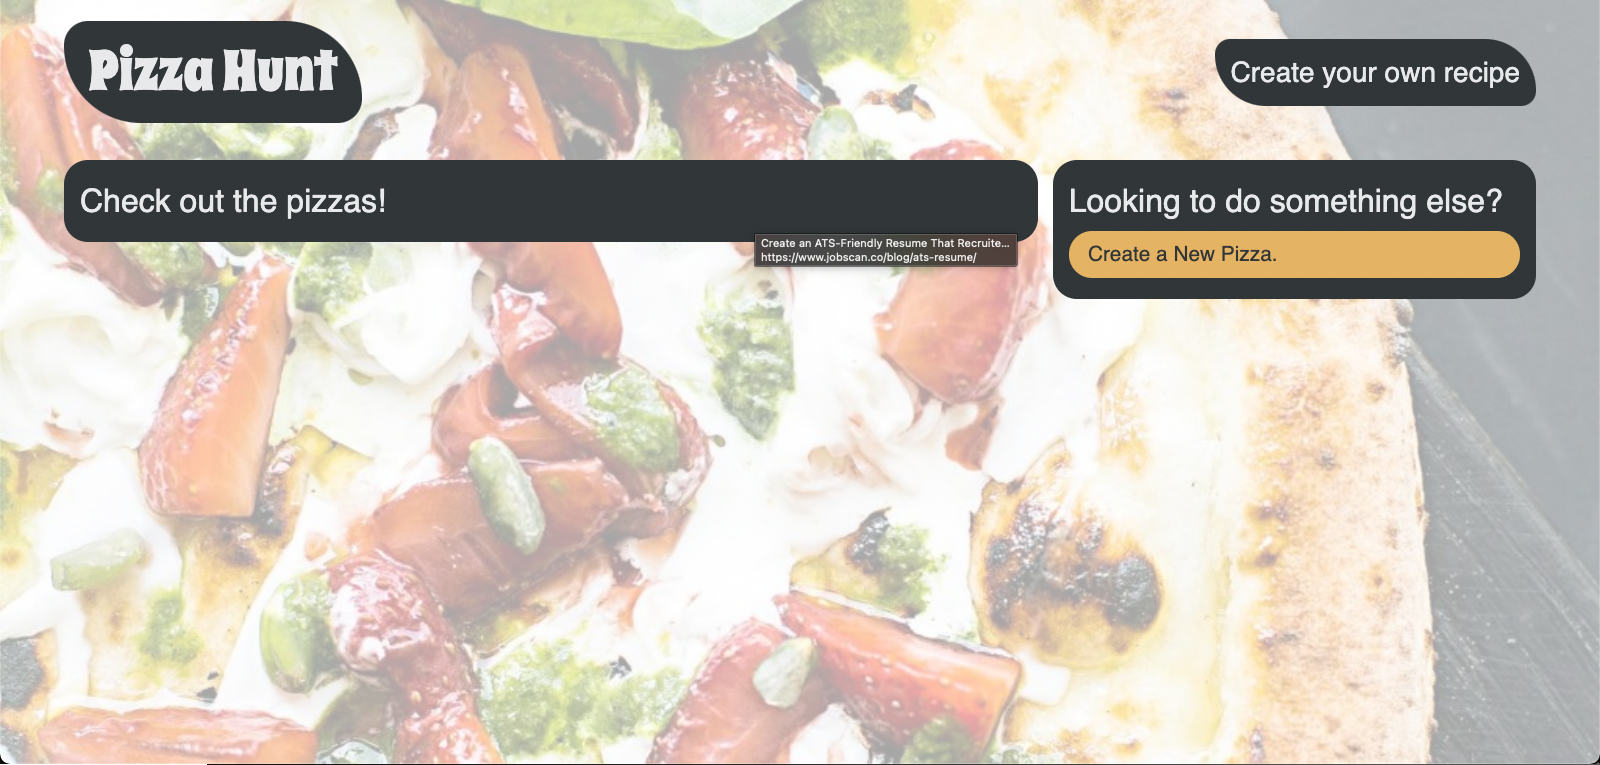 Pizza Hunt
Create your own recipe
Check out the pizzas!
Looking to do something else?
Create an ATS-Friendly Resume That Recruite...
https://www.jobscan.co/blog/ats-resume/
Create a New Pizza.